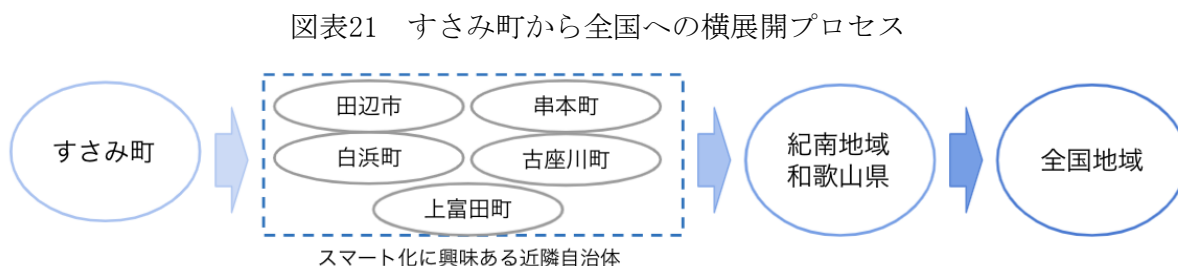 図表21　すさみ町から全国への横展開プロセス
すさみ町
田辺市
串本町
白浜町
古座川町
上富田町
スマート化に興味ある近隣自治体
紀南地域
和歌山県
全国地域